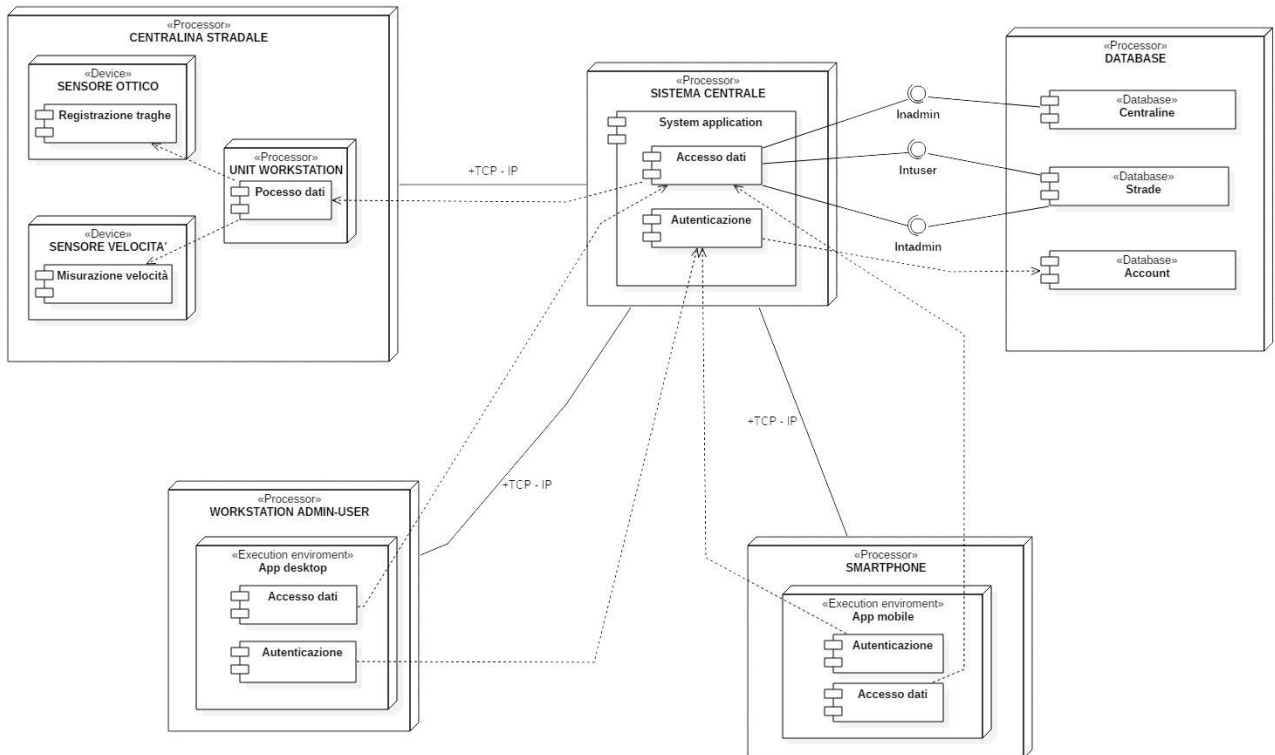 «Processor»
CENTRALINA STRADALE
«Device»
SENSORE OTTICO
Registrazione traghe
«Processor»
UNIT WORKSTATION
Pocesso dati
«Device»
SENSORE VELOCITA'
Misurazione velocità
+TCP - IP
«Processor»
SISTEMA CENTRALE
System application
Accesso dati
Autenticazione
Inadmin
Intuser
Intadmin
«Processor»
DATABASE
«Database»
Centraline
«Database»
Strade
«Database»
Account
+TCP - IP
+TCP - IP
«Processor»
WORKSTATION ADMIN-USER
«Execution enviroment»
App desktop
Accesso dati
Autenticazione
«Processor»
SMARTPHONE
«Execution enviroment»
App mobile
Autenticazione
Accesso dati